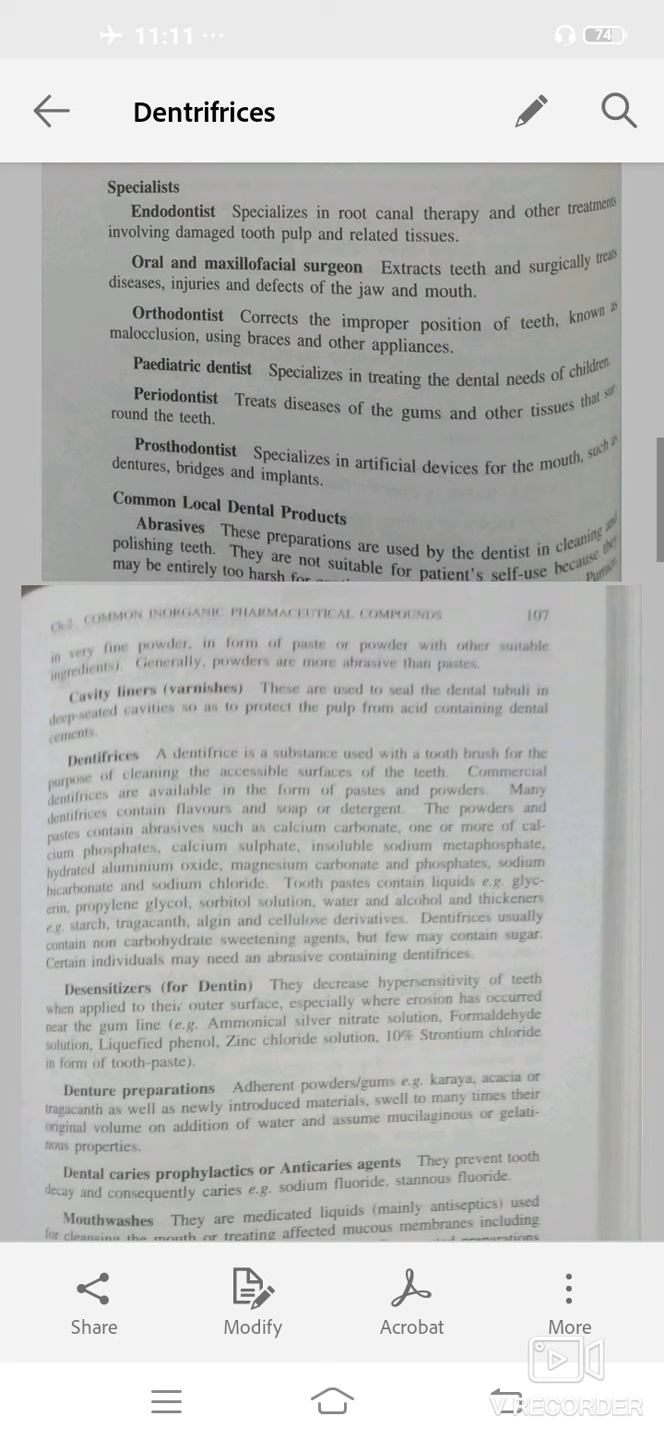 11:11 ...
74
Dentrifrices
Specialists
Endodontist Specializes in root canal therapy and other treatments
involving damaged tooth pulp and related tissues.
Oral and maxillofacial surgeon Extracts teeth and surgically treats
diseases, injuries and defects of the jaw and mouth.
Orthodontist Corrects the improper position of teeth, known as
malocclusion, using braces and other appliances.
Paediatric dentist Specializes in treating the dental needs of children.
Periodontist Treats diseases of the gums and other tissues that sur-
round the teeth.
Prosthodontist Specializes in artificial devices for the mouth, such as
dentures, bridges and implants.
Common Local Dental Products
Abrasives These preparations are used by the dentist in cleaning and
polishing teeth. They are not suitable for patient's self-use because they
may be entirely too harsh for Pumice,
Ch.2 COMMON INORGANIC PHARMACEUTICAL COMPOUNDS 107
in very fine powder, in form of paste or powder with other suitable
ingredients). Generally, powders are more abrasive than pastes.
Cavity liners (varnishes) These are used to seal the dental tubuli in
deep-seated cavities so as to protect the pulp from acid containing dental
cements.
Dentifrices A dentifrice is a substance used with a tooth brush for the
purpose of cleaning the accessible surfaces of the teeth. Commercial
dentifrices are available in the form of pastes and powders. Many
dentifrices contain flavours and soap or detergent. The powders and
pastes contain abrasives such as calcium carbonate, one or more of cal-
cium phosphates, calcium sulphate, insoluble sodium metaphosphate,
hydrated aluminium oxide, magnesium carbonate and phosphates, sodium
bicarbonate and sodium chloride. Tooth pastes contain liquids e.g. glyc-
erin, propylene glycol, sorbitol solution, water and alcohol and thickeners
e.g. starch, tragacanth, algin and cellulose derivatives. Dentifrices usually
contain non carbohydrate sweetening agents, but few may contain sugar.
Certain individuals may need an abrasive containing dentifrices.
Desensitizers (for Dentin) They decrease hypersensitivity of teeth
when applied to their outer surface, especially where erosion has occurred
near the gum line (e.g. Ammonical silver nitrate solution, Formaldehyde
solution, Liquefied phenol, Zinc chloride solution, 10% Strontium chloride
in form of tooth-paste).
Denture preparations Adherent powders/gums e.g. karaya, acacia or
tragacanth as well as newly introduced materials, swell to many times their
original volume on addition of water and assume mucilaginous or gelati-
nous properties.
Dental caries prophylactics or Anticaries agents They prevent tooth
decay and consequently caries e.g. sodium fluoride, stannous fluoride.
Mouthwashes They are medicated liquids (mainly antiseptics) used
for cleansing the mouth or treating affected mucous membranes including
preparations
Share
Modify
Acrobat
More
V RECORDER